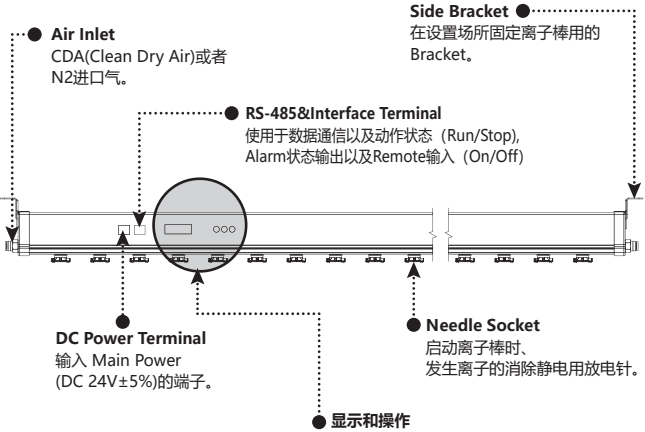 Air Inlet
CDA(Clean Dry Air)或者
N2进口气。
Side Bracket
在设置场所固定离子棒用的
Bracket。
RS-485&Interface Terminal
使用于数据通信以及动作状态（Run/Stop),
Alarm状态输出以及Remote输入（On/Off)
DC Power Terminal
输入 Main Power
(DC 24V±5%)的端子。
Needle Socket
启动离子棒时、
发生离子的消除静电用放电针。
显示和操作